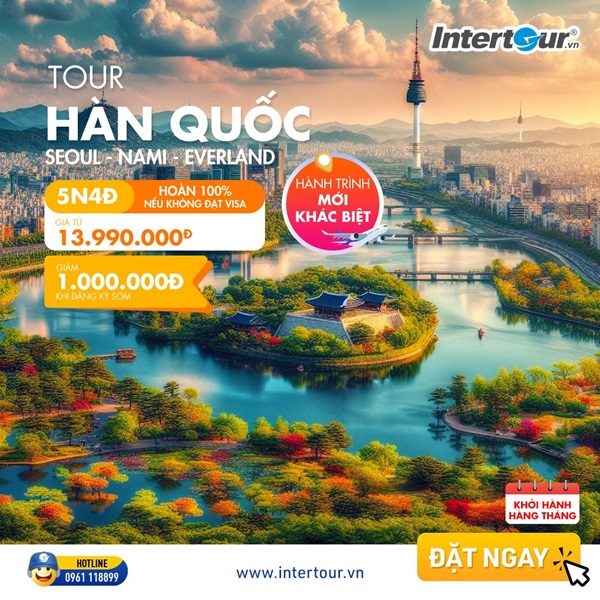 Intertour®.vn
TOUR
HÀN QUỐC
SEOUL - NAMI - EVERLAND
5N4Đ
HOÀN 100%
NẾU KHÔNG ĐẠT VISA
GIÁ TỪ
13.990.000Đ
HÀNH TRÌNH
MỚI
KHÁC BIỆT
GIẢM
1.000.000Đ
KHI ĐĂNG KÝ SỚM
KHỞI HÀNH
HÀNG THÁNG
HOTLINE
0961 118899
www.intertour.vn
ĐẶT NGAY